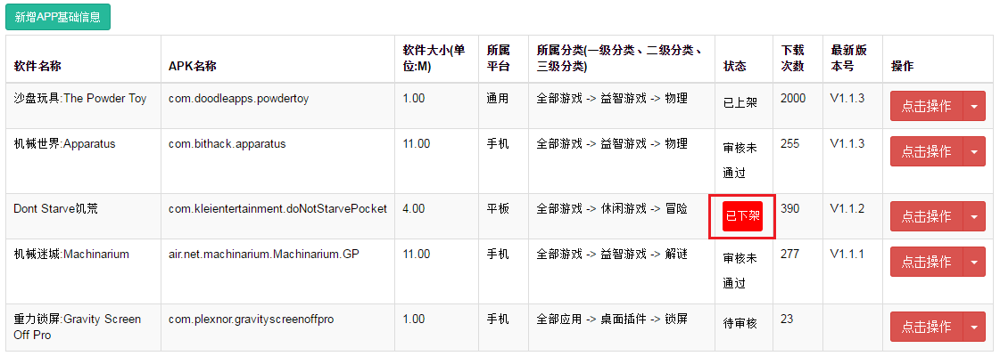 新增APP基础信息
软件名称 APK名称 软件大小(单位:M) 所属平台 所属分类(一级分类、二级分类、三级分类) 状态 下载次数 最新版本号 操作
沙盘玩具:The Powder Toy com.doodleapps.powdertoy 1.00 通用 全部游戏 -> 益智游戏 -> 物理 已上架 2000 V1.1.3 点击操作
机械世界:Apparatus com.bithack.apparatus 11.00 手机 全部游戏 -> 益智游戏 -> 物理 审核未通过 255 V1.1.3 点击操作
Dont Starve饥荒 com.kleientertainment.doNotStarvePocket 4.00 平板 全部游戏 -> 休闲游戏 -> 冒险 已下架 390 V1.1.2 点击操作
机械迷城:Machinarium air.net.machinarium.Machinarium.GP 11.00 手机 全部游戏 -> 益智游戏 -> 解谜 审核未通过 277 V1.1.1 点击操作
重力锁屏:Gravity Screen Off Pro com.plexnor.gravityscreenoffpro 1.00 手机 全部应用 -> 桌面插件 -> 锁屏 待审核 23 点击操作